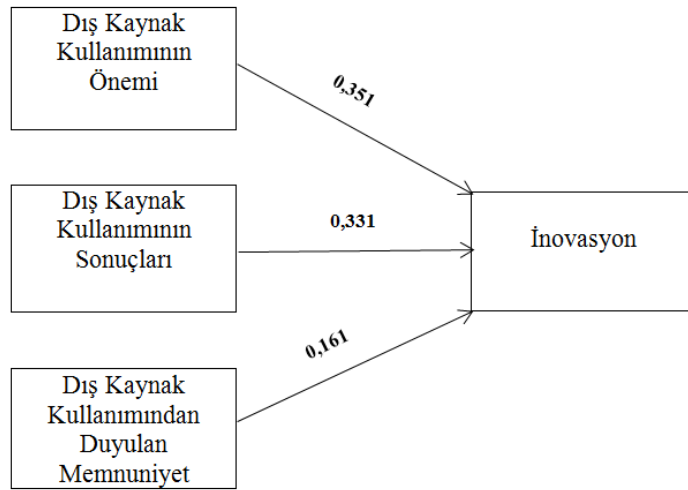 Dış Kaynak
Kullanımının
Önemi
0,351
Dış Kaynak
Kullanımının
Sonuçları
0,331
İnovasyon
0,161
Dış Kaynak
Kullanımından
Duyulan
Memnuniyet